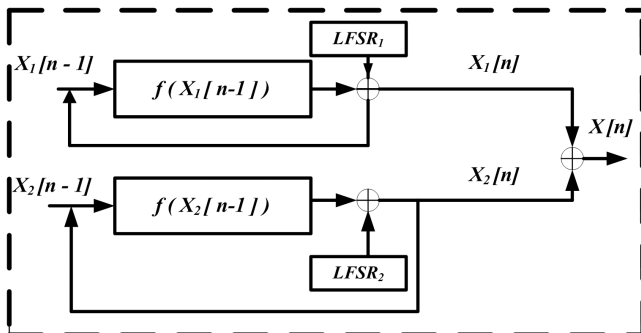 LFSR₁
X₁[n - 1]
f ( X₁[ n-1 ] )
X₁[n]
X[n]
X₂[n - 1]
f ( X₂[ n-1 ] )
X₂[n]
LFSR₂